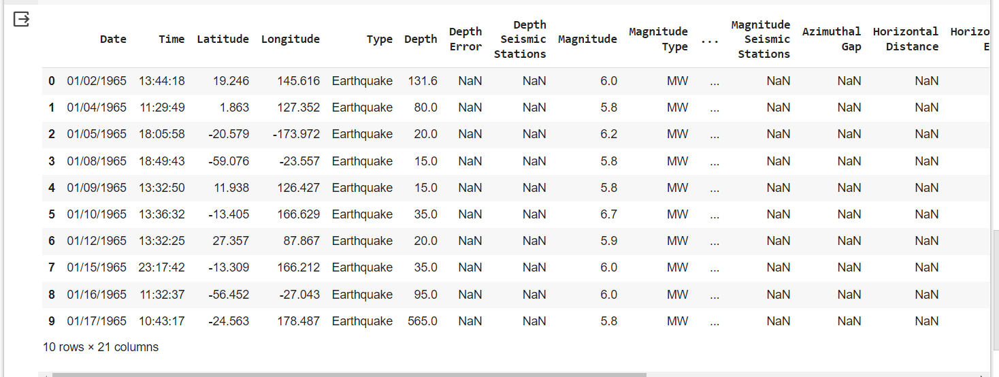 Date Time Latitude Longitude Type Depth Depth Error Depth Seismic Stations Magnitude Magnitude Type ... Magnitude Seismic Stations Azimuthal Gap Horizontal Distance Horizo E
0 01/02/1965 13:44:18 19.246 145.616 Earthquake 131.6 NaN NaN 6.0 MW ... NaN NaN NaN
1 01/04/1965 11:29:49 1.863 127.352 Earthquake 80.0 NaN NaN 5.8 MW ... NaN NaN NaN
2 01/05/1965 18:05:58 -20.579 -173.972 Earthquake 20.0 NaN NaN 6.2 MW ... NaN NaN NaN
3 01/08/1965 18:49:43 -59.076 -23.557 Earthquake 15.0 NaN NaN 5.8 MW ... NaN NaN NaN
4 01/09/1965 13:32:50 11.938 126.427 Earthquake 15.0 NaN NaN 5.8 MW ... NaN NaN NaN
5 01/10/1965 13:36:32 -13.405 166.629 Earthquake 35.0 NaN NaN 6.7 MW ... NaN NaN NaN
6 01/12/1965 13:32:25 27.357 87.867 Earthquake 20.0 NaN NaN 5.9 MW ... NaN NaN NaN
7 01/15/1965 23:17:42 -13.309 166.212 Earthquake 35.0 NaN NaN 6.0 MW ... NaN NaN NaN
8 01/16/1965 11:32:37 -56.452 -27.043 Earthquake 95.0 NaN NaN 6.0 MW ... NaN NaN NaN
9 01/17/1965 10:43:17 -24.563 178.487 Earthquake 565.0 NaN NaN 5.8 MW ... NaN NaN NaN
10 rows × 21 columns